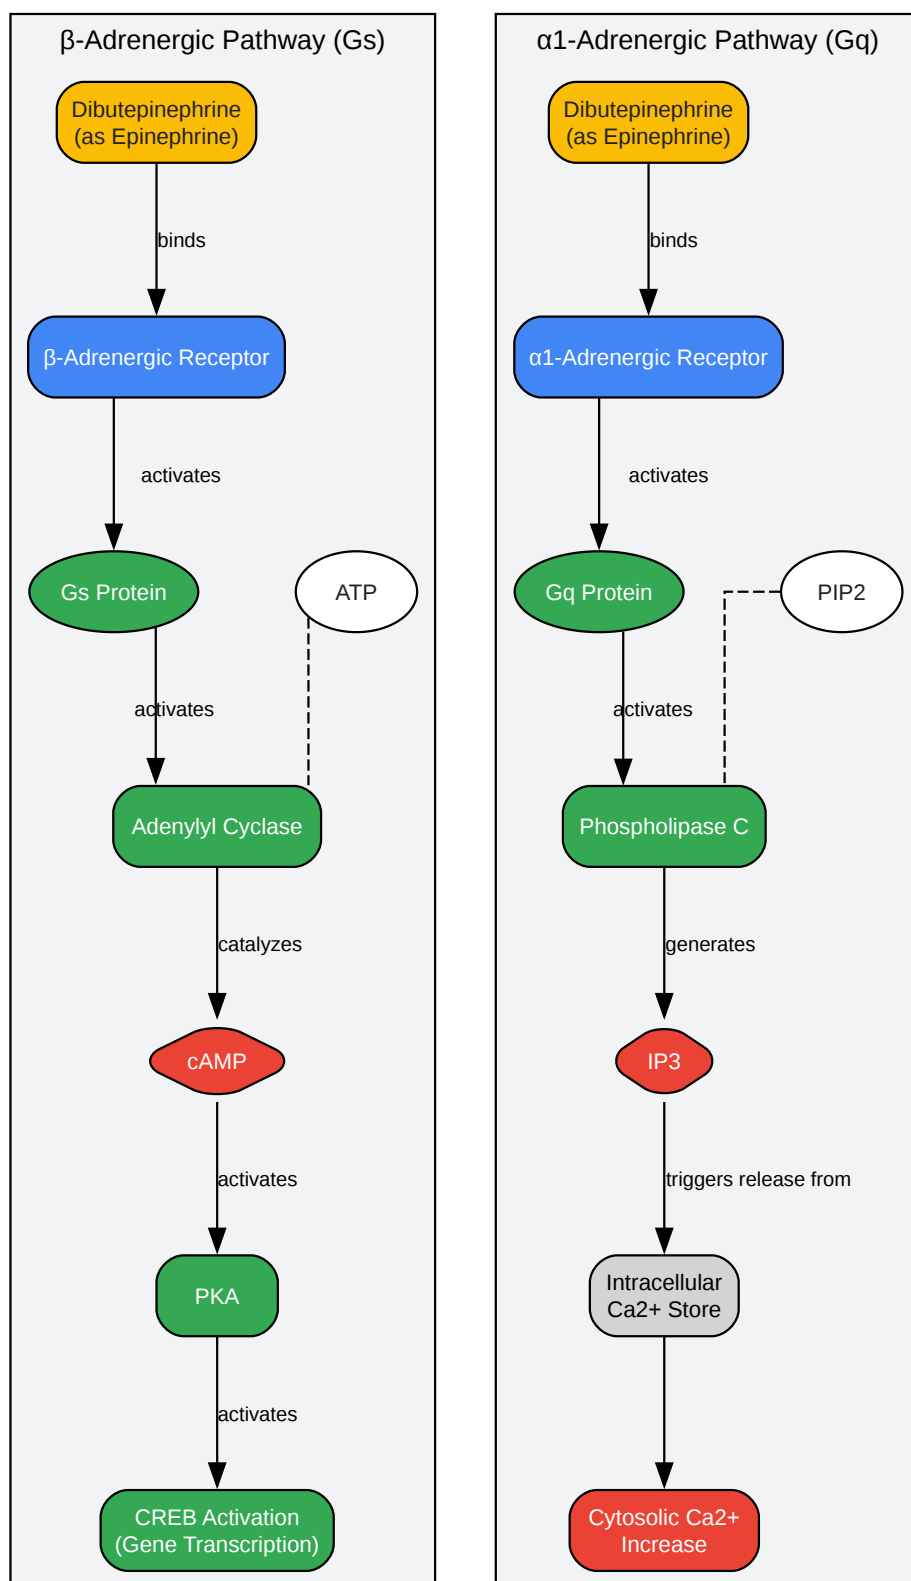 β-Adrenergic Pathway (Gs)
Dibutepinephrine
(as Epinephrine)
binds
β-Adrenergic Receptor
activates
Gs Protein
ATP
activates
Adenylyl Cyclase
catalyzes
cAMP
activates
PKA
activates
CREB Activation
(Gene Transcription)
α1-Adrenergic Pathway (Gq)
Dibutepinephrine
(as Epinephrine)
binds
α1-Adrenergic Receptor
activates
Gq Protein
PIP2
activates
Phospholipase C
generates
IP3
triggers release from
Intracellular
Ca2+ Store
Cytosolic Ca2+
Increase